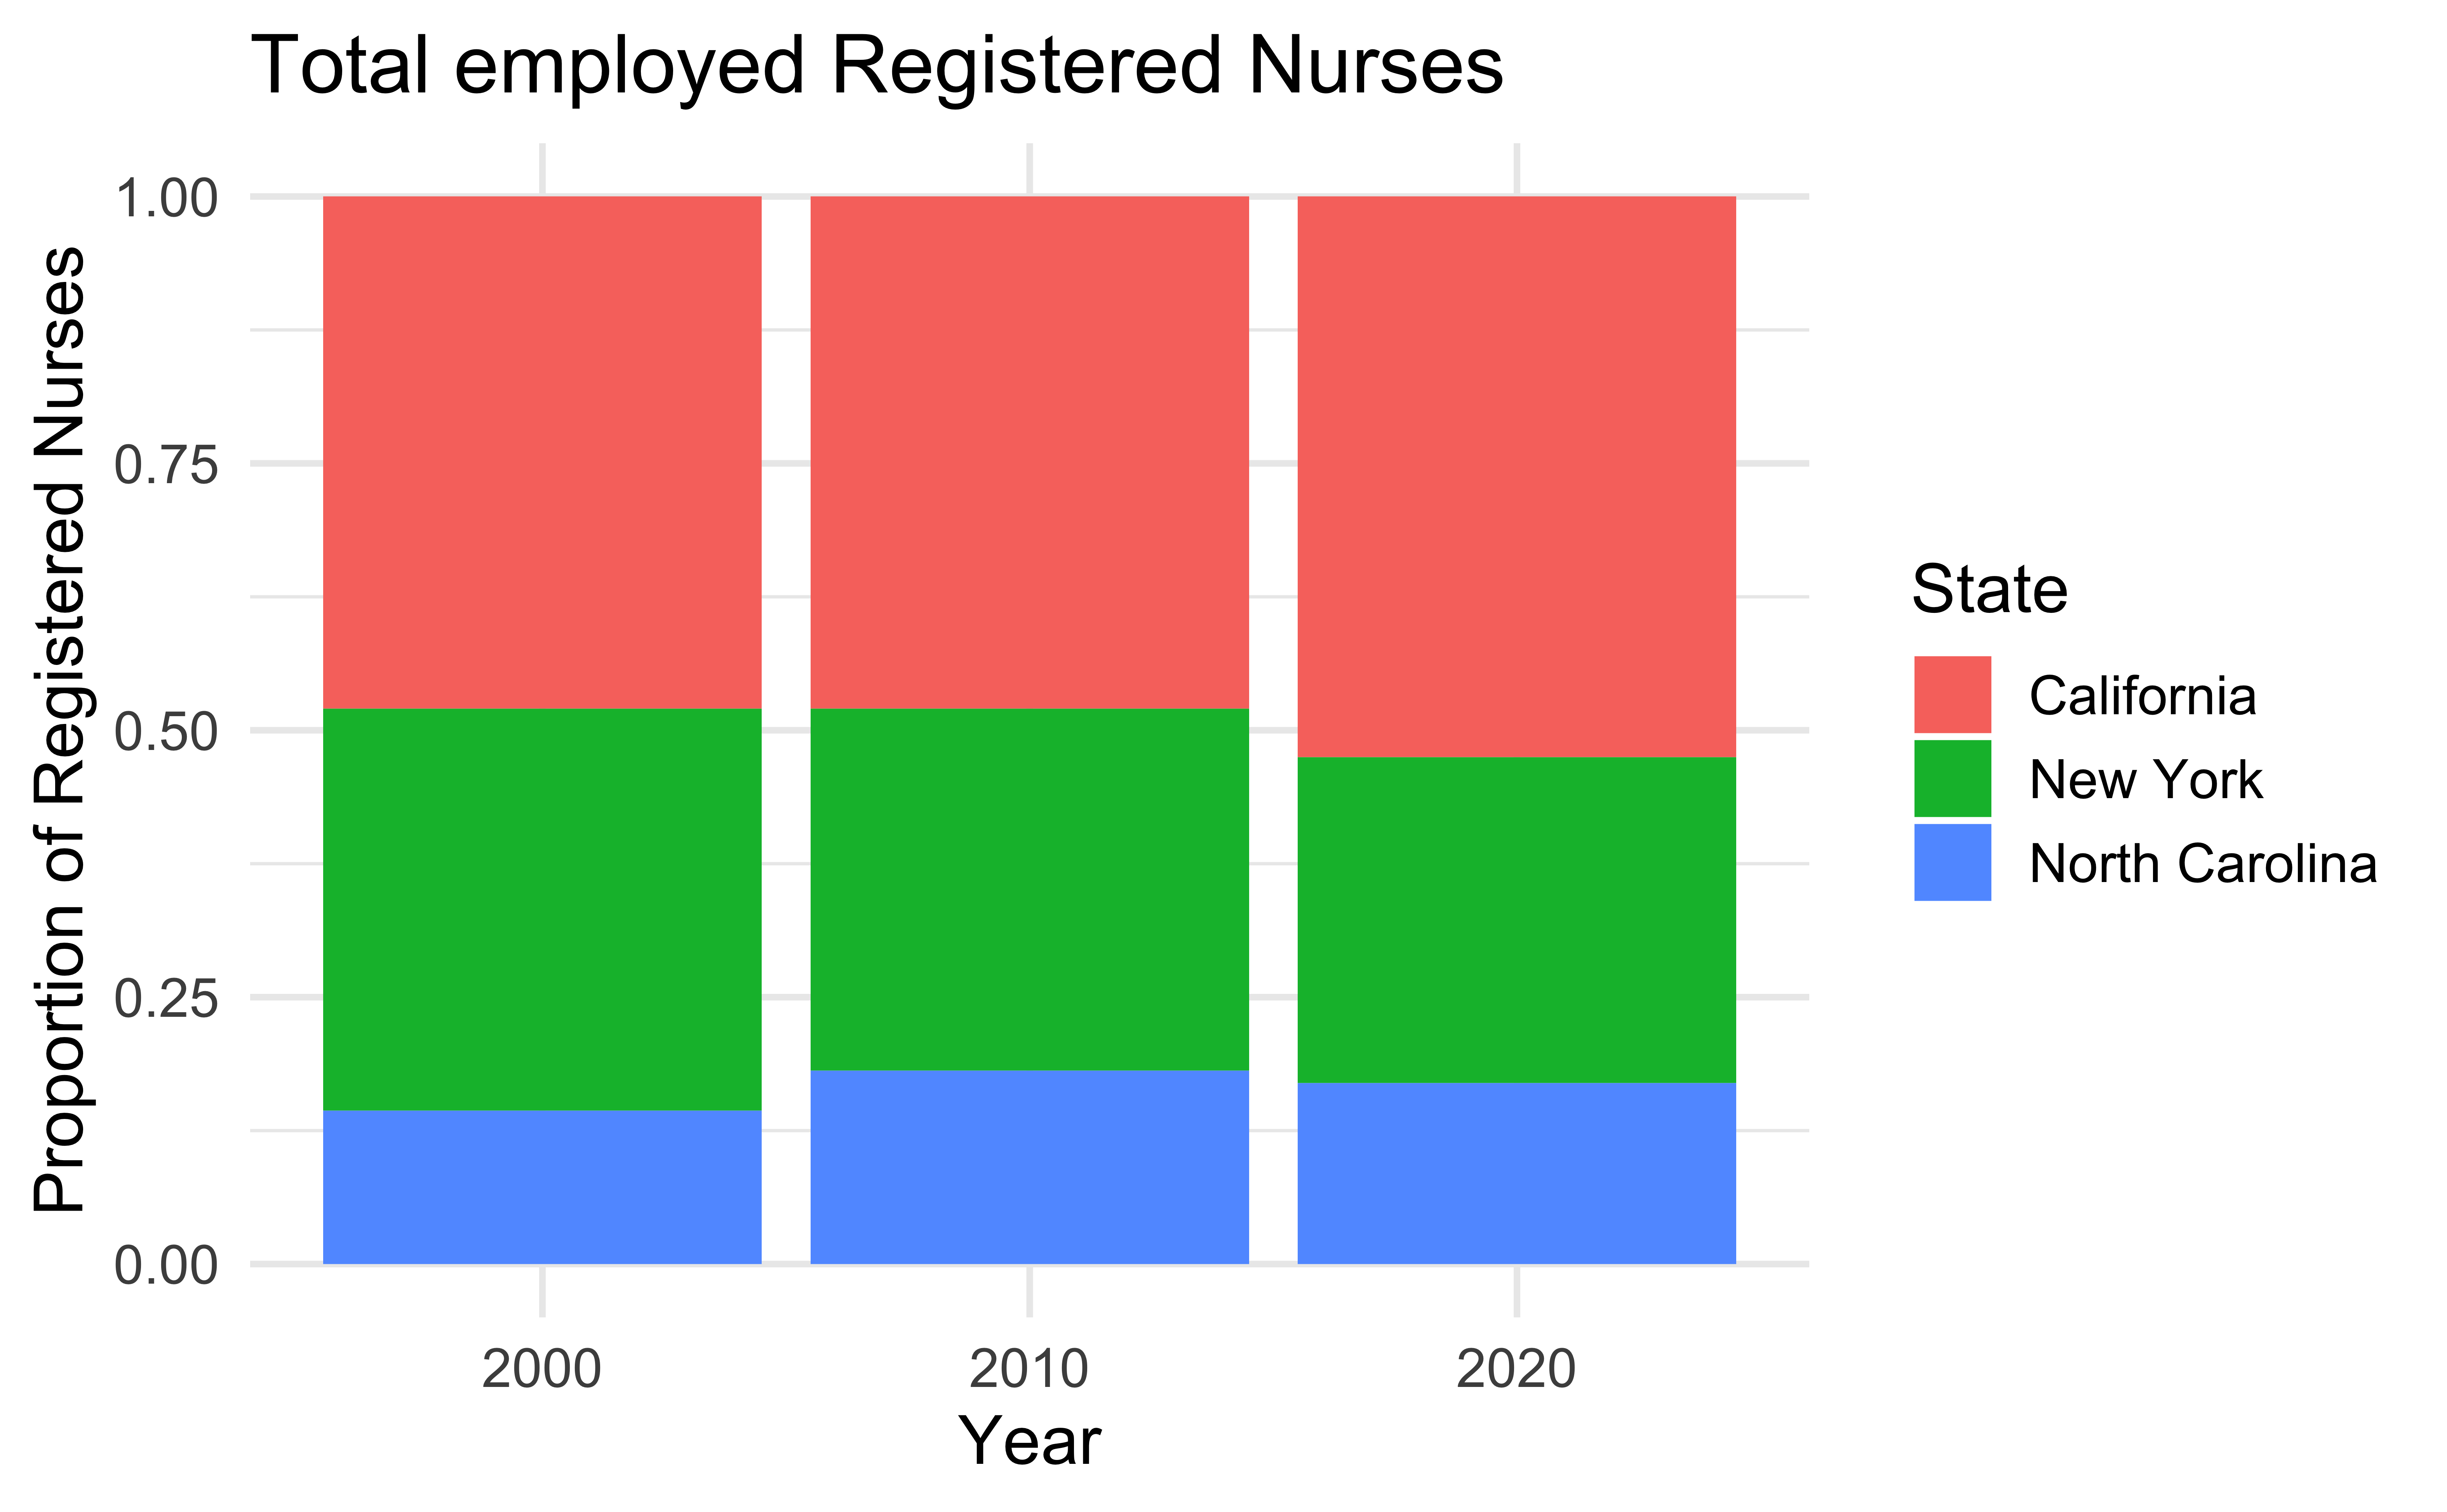 Total employed Registered Nurses
Proportion of Registered Nurses
1.00
0.75
0.50
0.25
0.00
2000
2010
2020
Year
State
California
New York
North Carolina